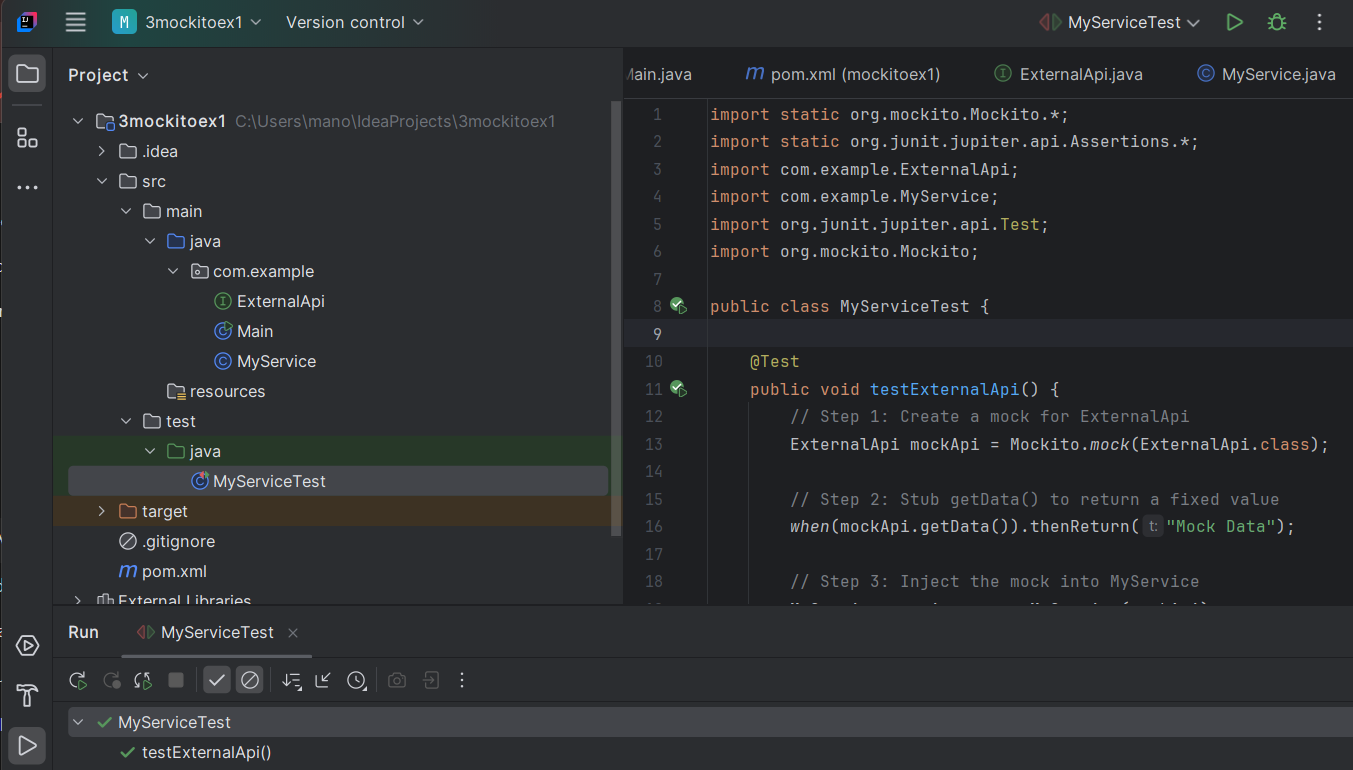 M 3mockitoex1 Version control MyServiceTest
Project
3mockitoex1 C:\Users\mano\IdeaProjects\3mockitoex1
.idea
src
main
java
com.example
ExternalApi
Main
MyService
resources
test
java
MyServiceTest
target
.gitignore
pom.xml
External Libraries
Main.java pom.xml (mockitoex1) ExternalApi.java MyService.java
1 import static org.mockito.Mockito.*;
2 import static org.junit.jupiter.api.Assertions.*;
3 import com.example.ExternalApi;
4 import com.example.MyService;
5 import org.junit.jupiter.api.Test;
6 import org.mockito.Mockito;
7
8 public class MyServiceTest {
9
10 @Test
11 public void testExternalApi() {
12 // Step 1: Create a mock for ExternalApi
13 ExternalApi mockApi = Mockito.mock(ExternalApi.class);
14
15 // Step 2: Stub getData() to return a fixed value
16 when(mockApi.getData()).thenReturn( t: "Mock Data");
17
18 // Step 3: Inject the mock into MyService
Run MyServiceTest
MyServiceTest
testExternalApi()